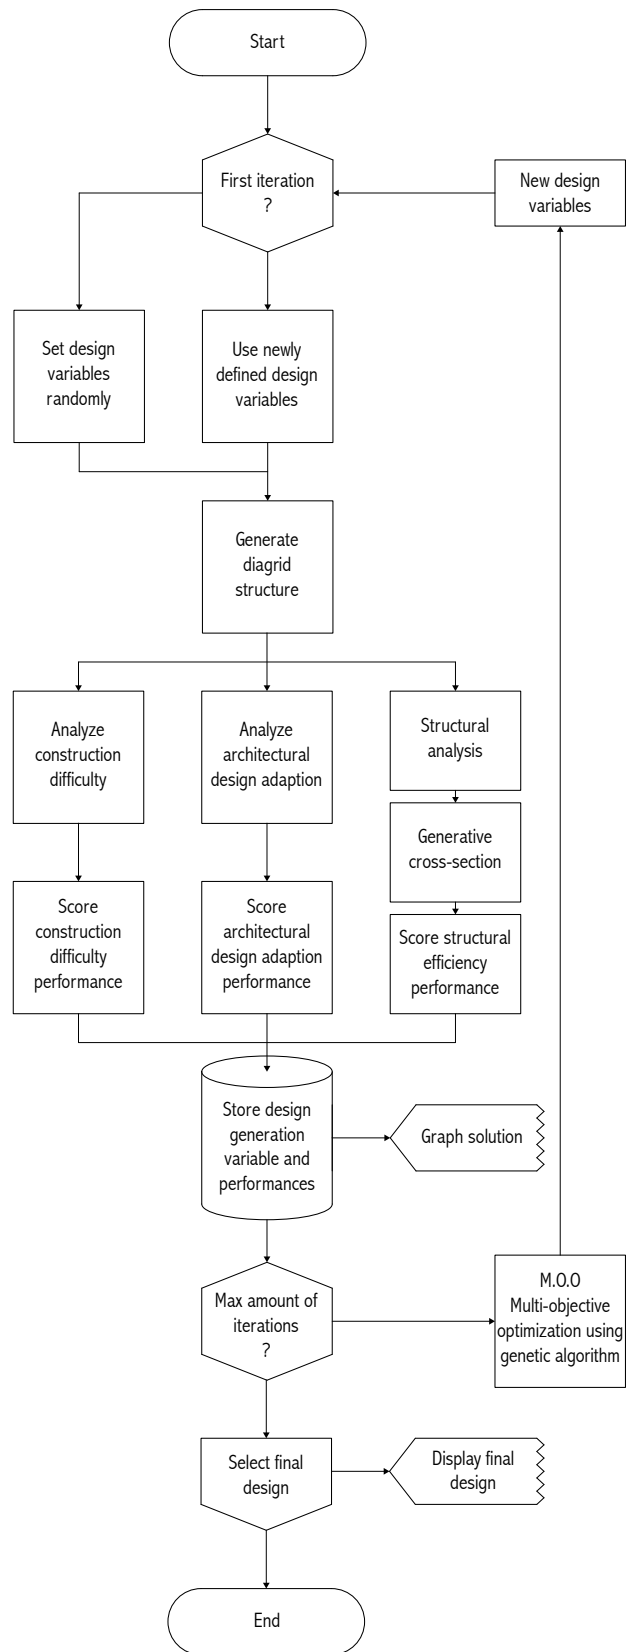 Start
First iteration
?
New design
variables
Set design
variables
randomly
Use newly
defined design
variables
Generate
diagrid
structure
Analyze
construction
difficulty
Analyze
architectural
design adaption
Structural
analysis
Generative
cross-section
Score
construction
difficulty
performance
Score
architectural
design adaption
performance
Score structural
efficiency
performance
Store design
generation
variable and
performances
Graph solution
Max amount of
iterations
?
M.O.O
Multi-objective
optimization using
genetic algorithm
Select final
design
Display final
design
End